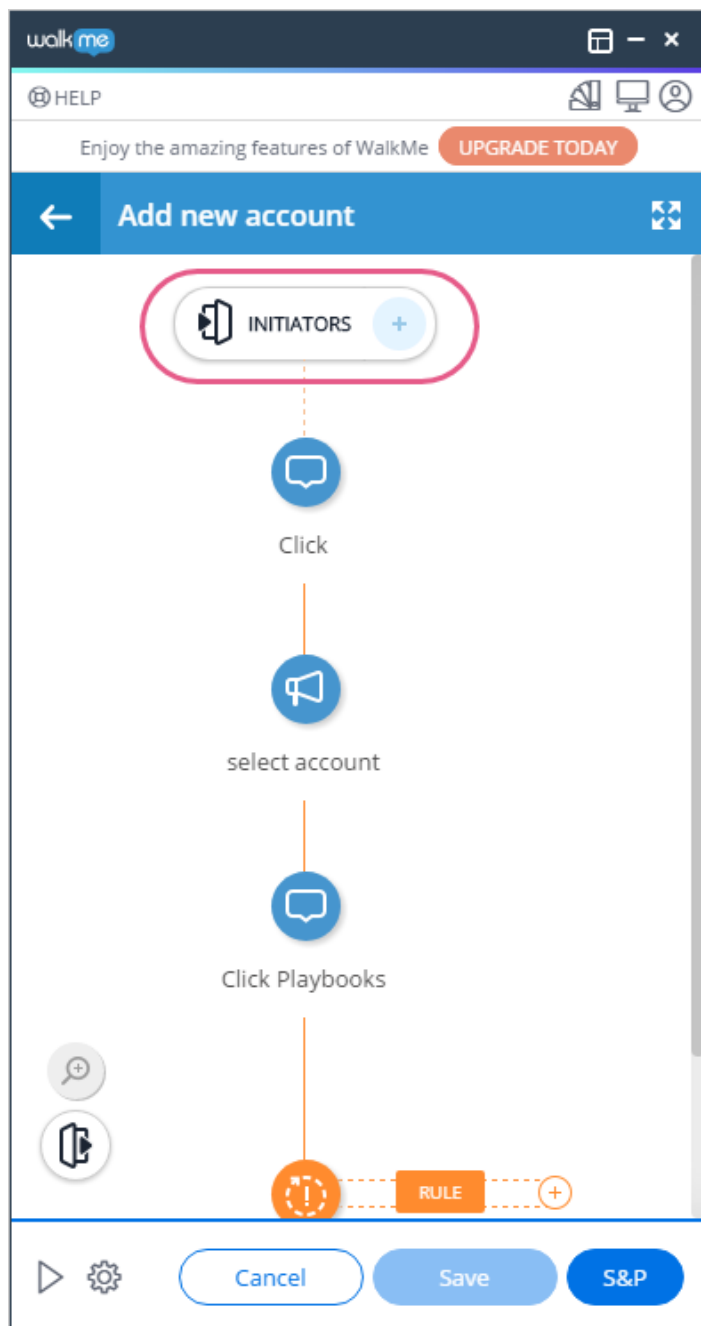 walkme
HELP
Enjoy the amazing features of WalkMe UPGRADE TODAY
Add new account
INITIATORS +
Click
select account
Click Playbooks
RULE
Cancel Save S&P